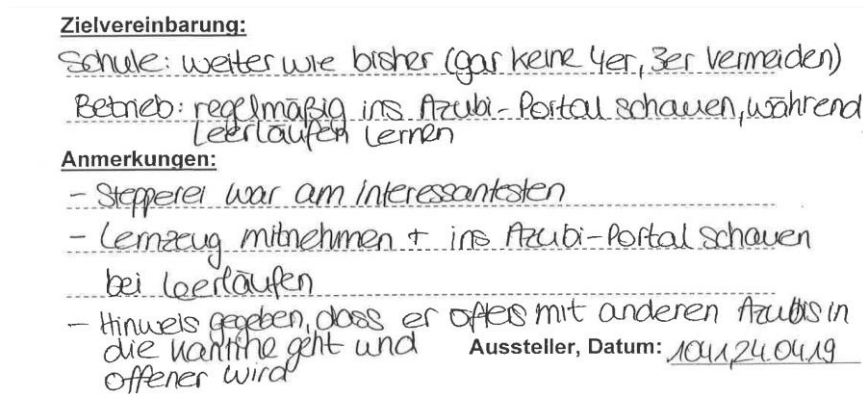 Zielvereinbarung:
Schule: weiter wie bisher (gar keine 4er, 3er vermeiden)
Betrieb: regelmäßig ins Azubi-Portal schauen, während
Leerläufen lernen
Anmerkungen:
- Stepperei war am interessantesten
- Lernzeug mitnehmen + ins Azubi-Portal schauen
bei Leerläufen
- Hinweis gegeben, dass er öfters mit anderen Azubis in
die Kantine geht und
offener wird
Aussteller, Datum: 24.04.19